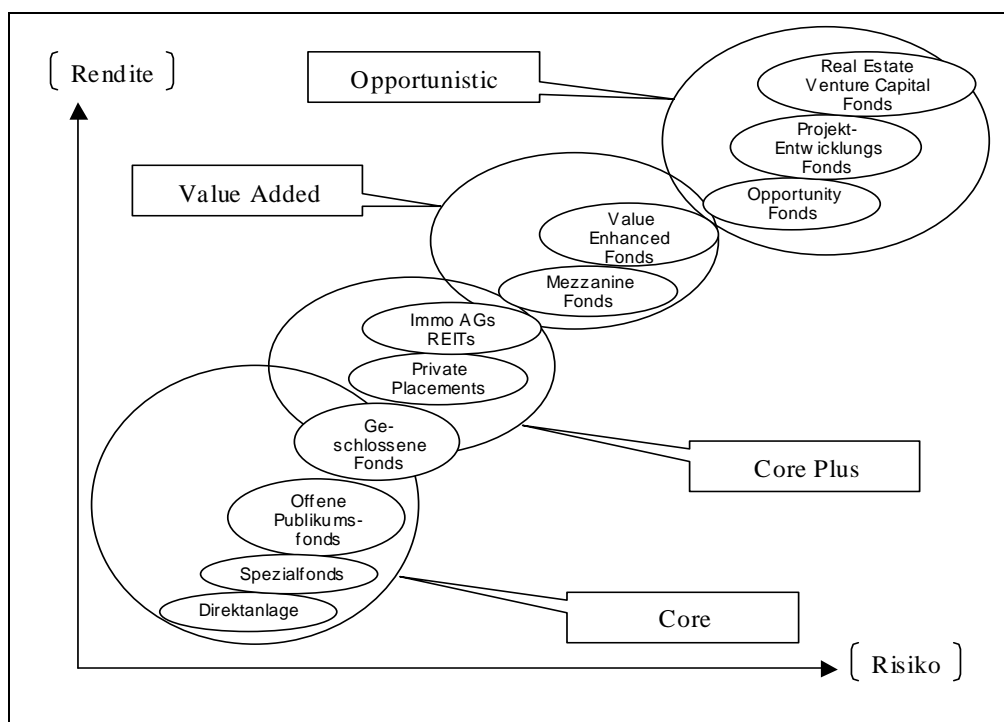 Rendite
Opportunistic
Real Estate
Venture Capital
Fonds
Projekt-
Entwicklungs
Fonds
Opportunity
Fonds
Value Added
Value
Enhanced
Fonds
Mezzanine
Fonds
Immo AGs
REITs
Private
Placements
Ge-
schlossene
Fonds
Core Plus
Offene
Publikums-
fonds
Spezialfonds
Direktanlage
Core
Risiko